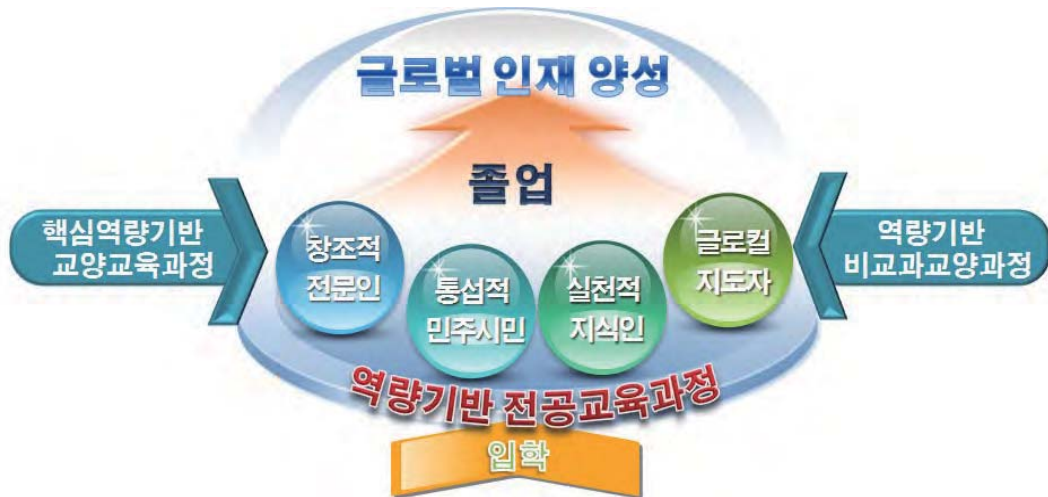 글로벌 인재 양성
졸업
핵심역량기반
교양교육과정
창조적
전문인
통섭적
민주시민
실천적
지식인
글로컬
지도자
역량기반
비교과교양과정
역량기반 전공교육과정
입학